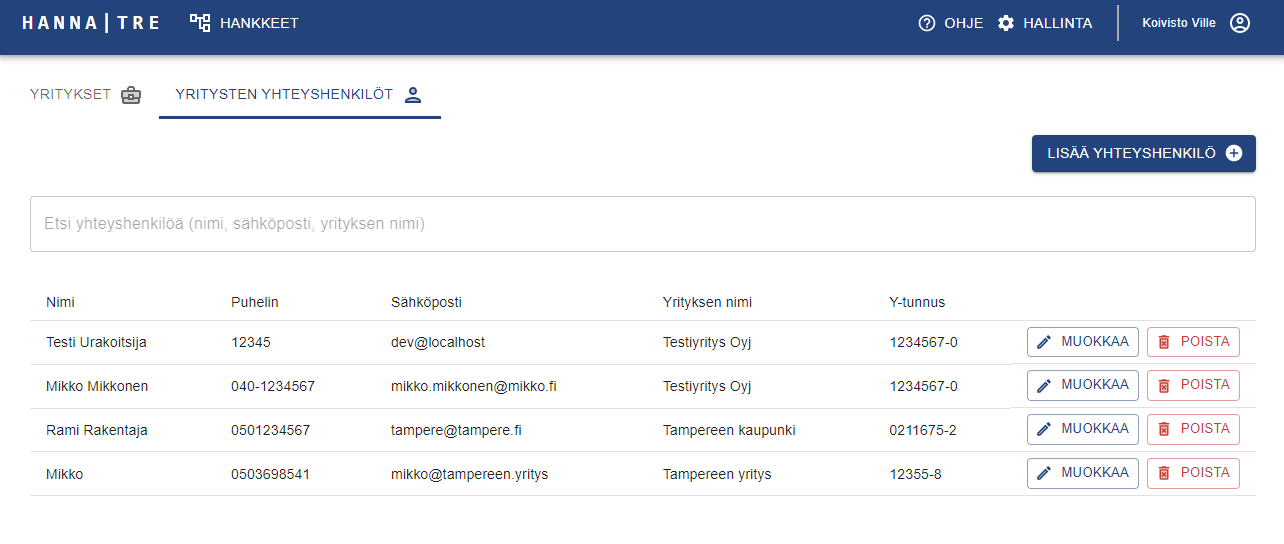 HANNA|TRE HANKKEET OHJE HALLINTA Koivisto Ville
YRITYKSET YRITYSTEN YHTEYSHENKILÖT
LISÄÄ YHTEYSHENKILÖ
Etsi yhteyshenkilöä (nimi, sähköposti, yrityksen nimi)
Nimi Puhelin Sähköposti Yrityksen nimi Y-tunnus
Testi Urakoitsija 12345 dev@localhost Testiyritys Oyj 1234567-0 MUOKKAA POISTA
Mikko Mikkonen 040-1234567 mikko.mikkonen@mikko.fi Testiyritys Oyj 1234567-0 MUOKKAA POISTA
Rami Rakentaja 0501234567 tampere@tampere.fi Tampereen kaupunki 0211675-2 MUOKKAA POISTA
Mikko 0503698541 mikko@tampereen.yritys Tampereen yritys 12355-8 MUOKKAA POISTA